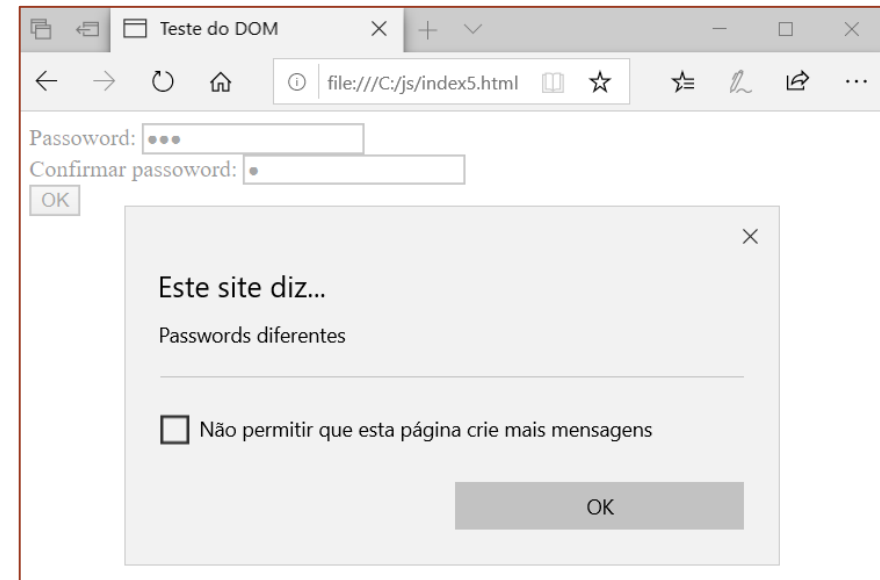 Teste do DOM
file:///C:/js/index5.html
Passoword:
Confirmar passoword:
OK
Este site diz...
Passwords diferentes
Não permitir que esta página crie mais mensagens
OK